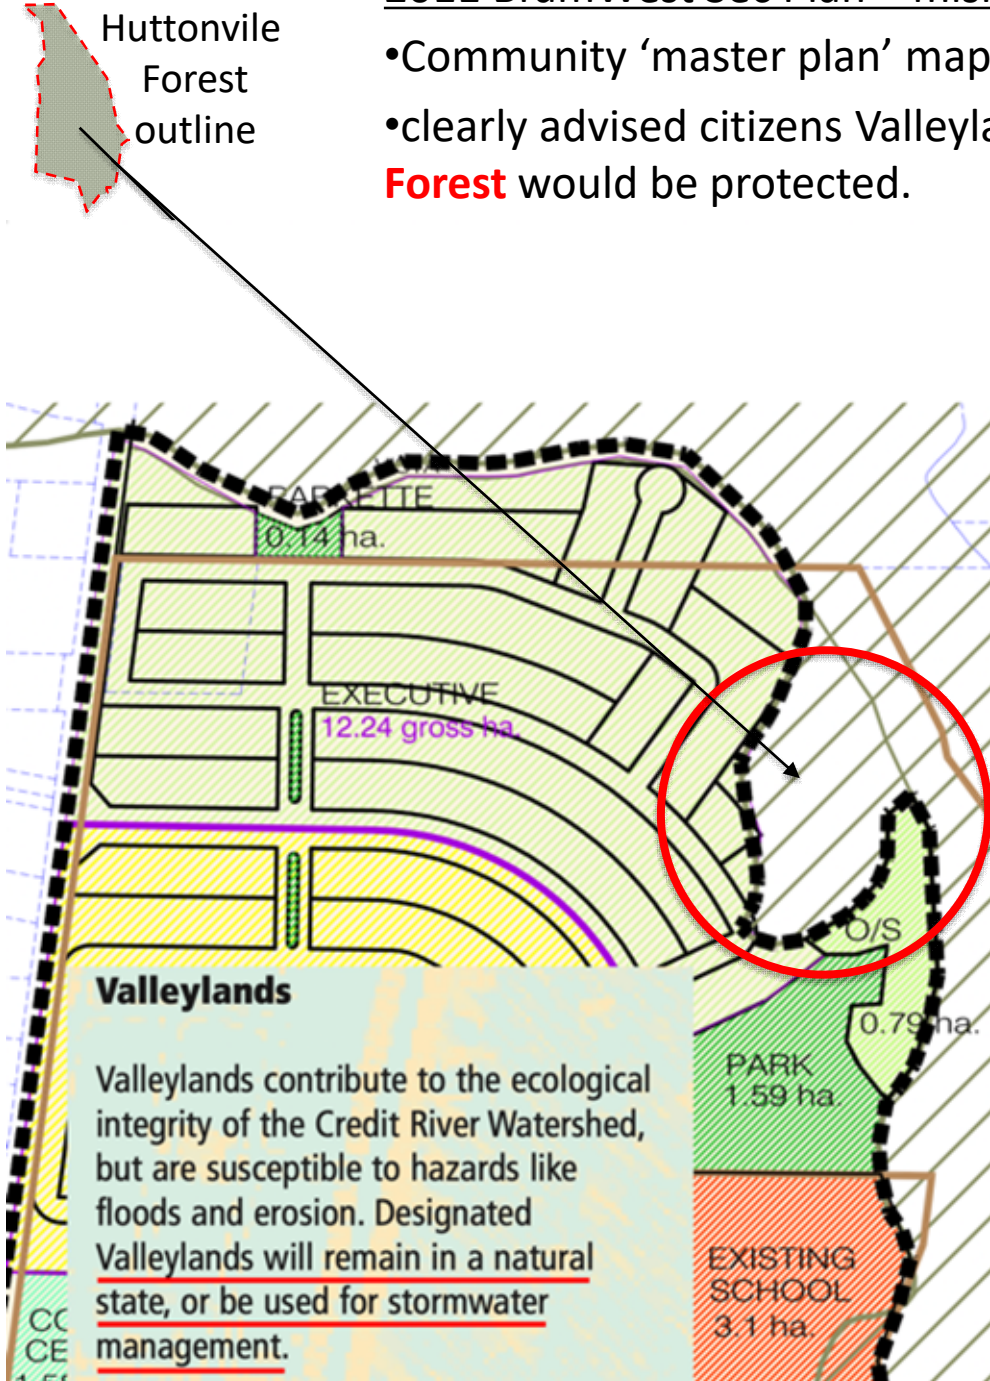 Huttonvile
Forest
outline
•Community ‘master plan’ map
•clearly advised citizens
Forest would be protected.
PARKETTE
0.14 ha.
EXECUTIVE
12.24 gross ha.
O/S
0.79 ha.
PARK
1.59 ha.
EXISTING
SCHOOL
3.1 ha.
Valleylands
Valleylands contribute to the ecological
integrity of the Credit River Watershed,
but are susceptible to hazards like
floods and erosion. Designated
Valleylands will remain in a natural
state, or be used for stormwater
management.